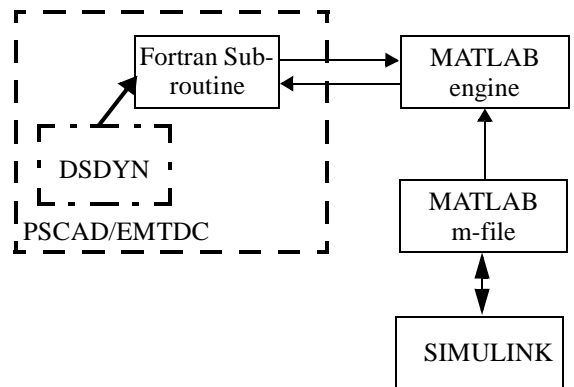 Fortran Sub-
routine
MATLAB
engine
DSDYN
PSCAD/EMTDC
MATLAB
m-file
SIMULINK